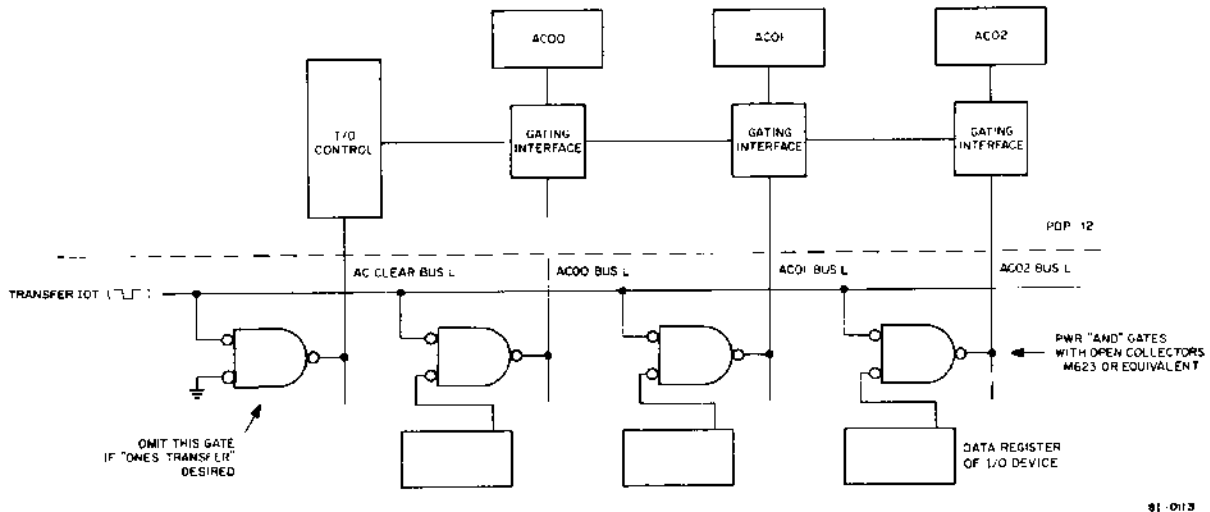 AC00
AC01
AC02
I/O
CONTROL
GATING
INTERFACE
GATING
INTERFACE
GATING
INTERFACE
PDP 12
AC CLEAR BUS L
AC00 BUS L
AC01 BUS L
AC02 BUS L
TRANSFER IOT ( )
PWR "AND" GATES
WITH OPEN COLLECTORS
M623 OR EQUIVALENT
OMIT THIS GATE
IF "ONES TRANSFER"
DESIRED
DATA REGISTER
OF I/O DEVICE
81-0113